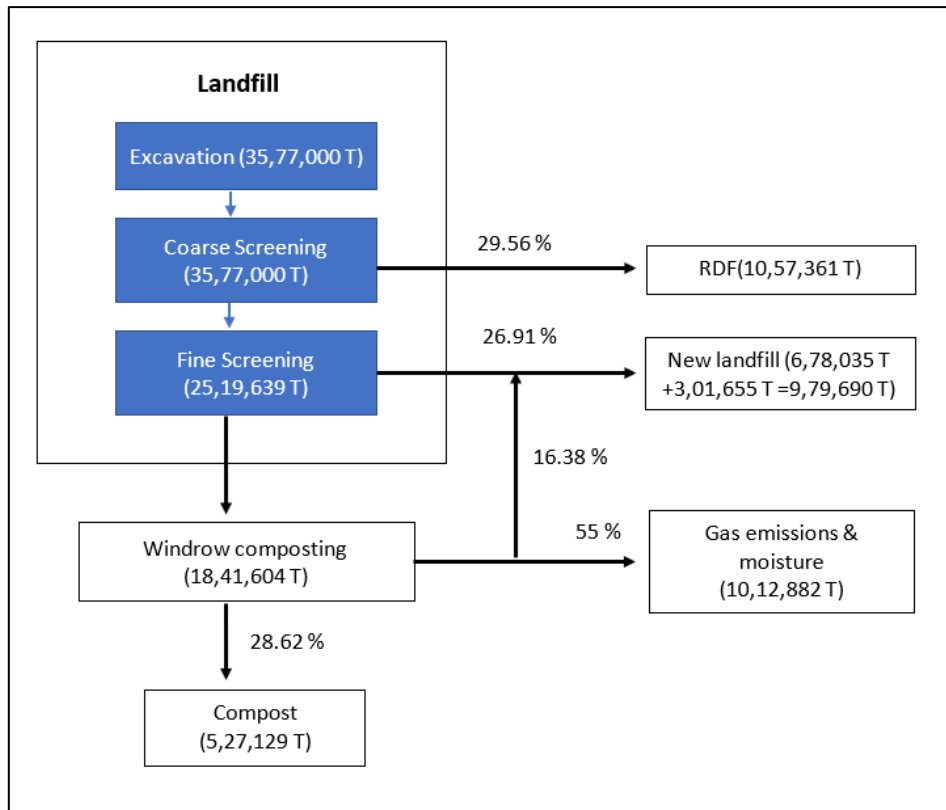 Landfill
Excavation (35,77,000 T)
Coarse Screening
(35,77,000 T)
29.56 %
RDF(10,57,361 T)
Fine Screening
(25,19,639 T)
26.91 %
New landfill (6,78,035 T
+3,01,655 T =9,79,690 T)
16.38 %
Windrow composting
(18,41,604 T)
55 %
Gas emissions &
moisture
(10,12,882 T)
28.62 %
Compost
(5,27,129 T)